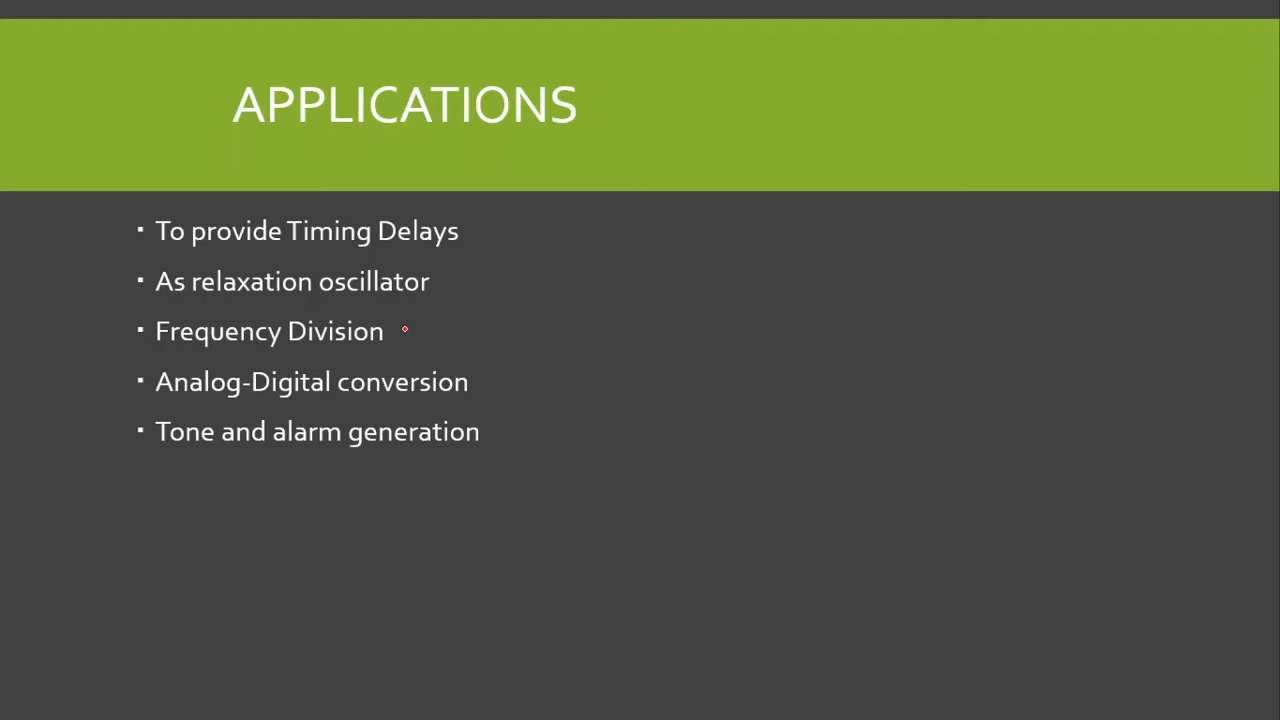 APPLICATIONS
▪ To provide Timing Delays
▪ As relaxation oscillator
▪ Frequency Division
▪ Analog-Digital conversion
▪ Tone and alarm generation